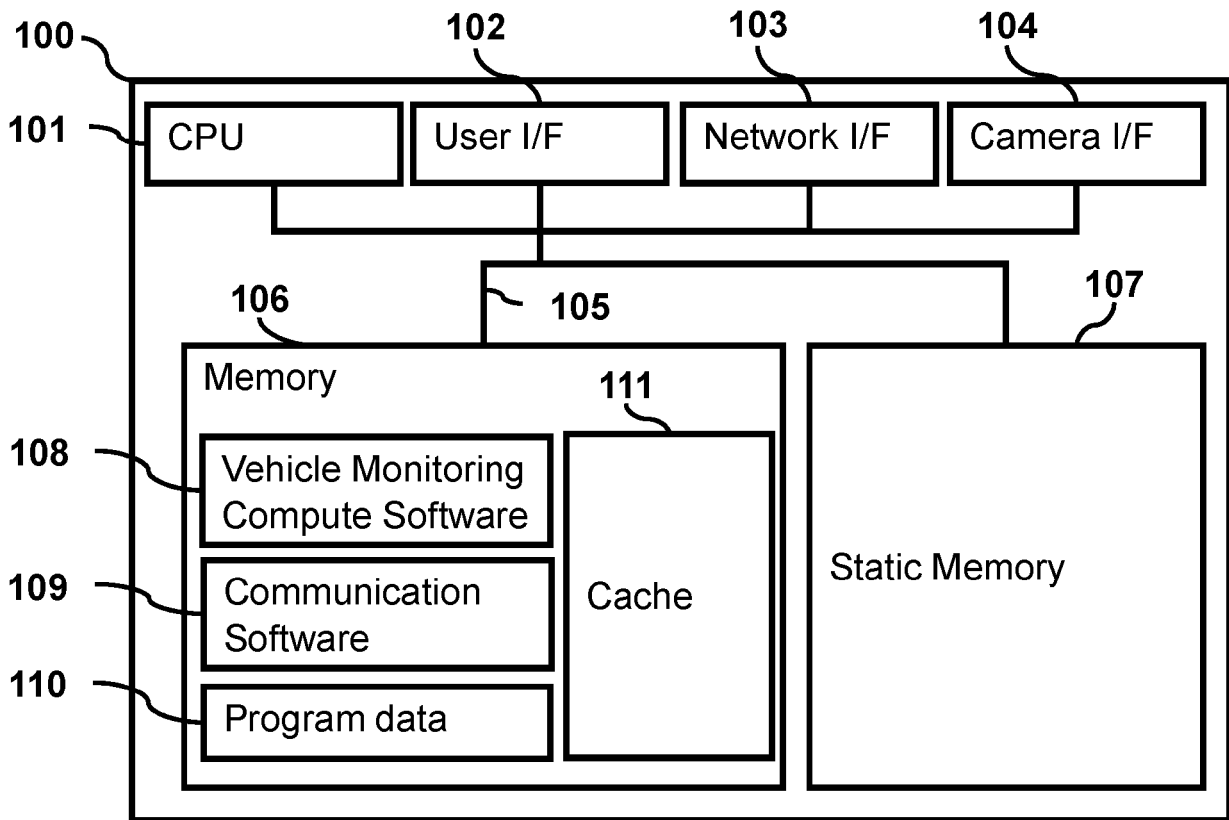 100
102
103
104
101
CPU
User I/F
Network I/F
Camera I/F
106
105
107
Memory
111
108
Vehicle Monitoring
Compute Software
109
Communication
Software
Cache
Static Memory
110
Program data